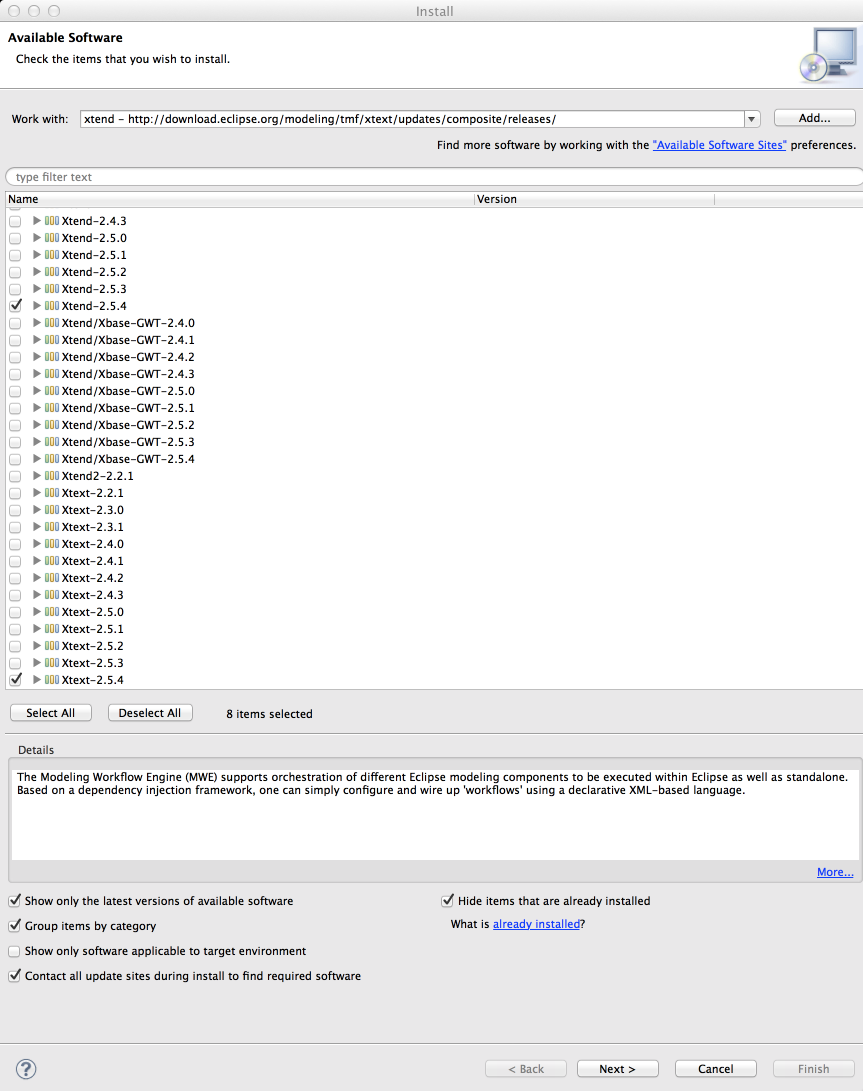 Install
Available Software
Check the items that you wish to install.
Work with: xtend - http://download.eclipse.org/modeling/tmf/xtext/updates/composite/releases/ Add...
Find more software by working with the "Available Software Sites" preferences.
type filter text
Name Version
Xtend-2.4.3
Xtend-2.5.0
Xtend-2.5.1
Xtend-2.5.2
Xtend-2.5.3
Xtend-2.5.4
Xtend/Xbase-GWT-2.4.0
Xtend/Xbase-GWT-2.4.1
Xtend/Xbase-GWT-2.4.2
Xtend/Xbase-GWT-2.4.3
Xtend/Xbase-GWT-2.5.0
Xtend/Xbase-GWT-2.5.1
Xtend/Xbase-GWT-2.5.2
Xtend/Xbase-GWT-2.5.3
Xtend/Xbase-GWT-2.5.4
Xtend2-2.2.1
Xtext-2.2.1
Xtext-2.3.0
Xtext-2.3.1
Xtext-2.4.0
Xtext-2.4.1
Xtext-2.4.2
Xtext-2.4.3
Xtext-2.5.0
Xtext-2.5.1
Xtext-2.5.2
Xtext-2.5.3
Xtext-2.5.4
Select All Deselect All 8 items selected
Details
The Modeling Workflow Engine (MWE) supports orchestration of different Eclipse modeling components to be executed within Eclipse as well as standalone.
Based on a dependency injection framework, one can simply configure and wire up 'workflows' using a declarative XML-based language.
More...
Show only the latest versions of available software Hide items that are already installed
Group items by category What is already installed?
Show only software applicable to target environment
Contact all update sites during install to find required software
? < Back Next > Cancel Finish